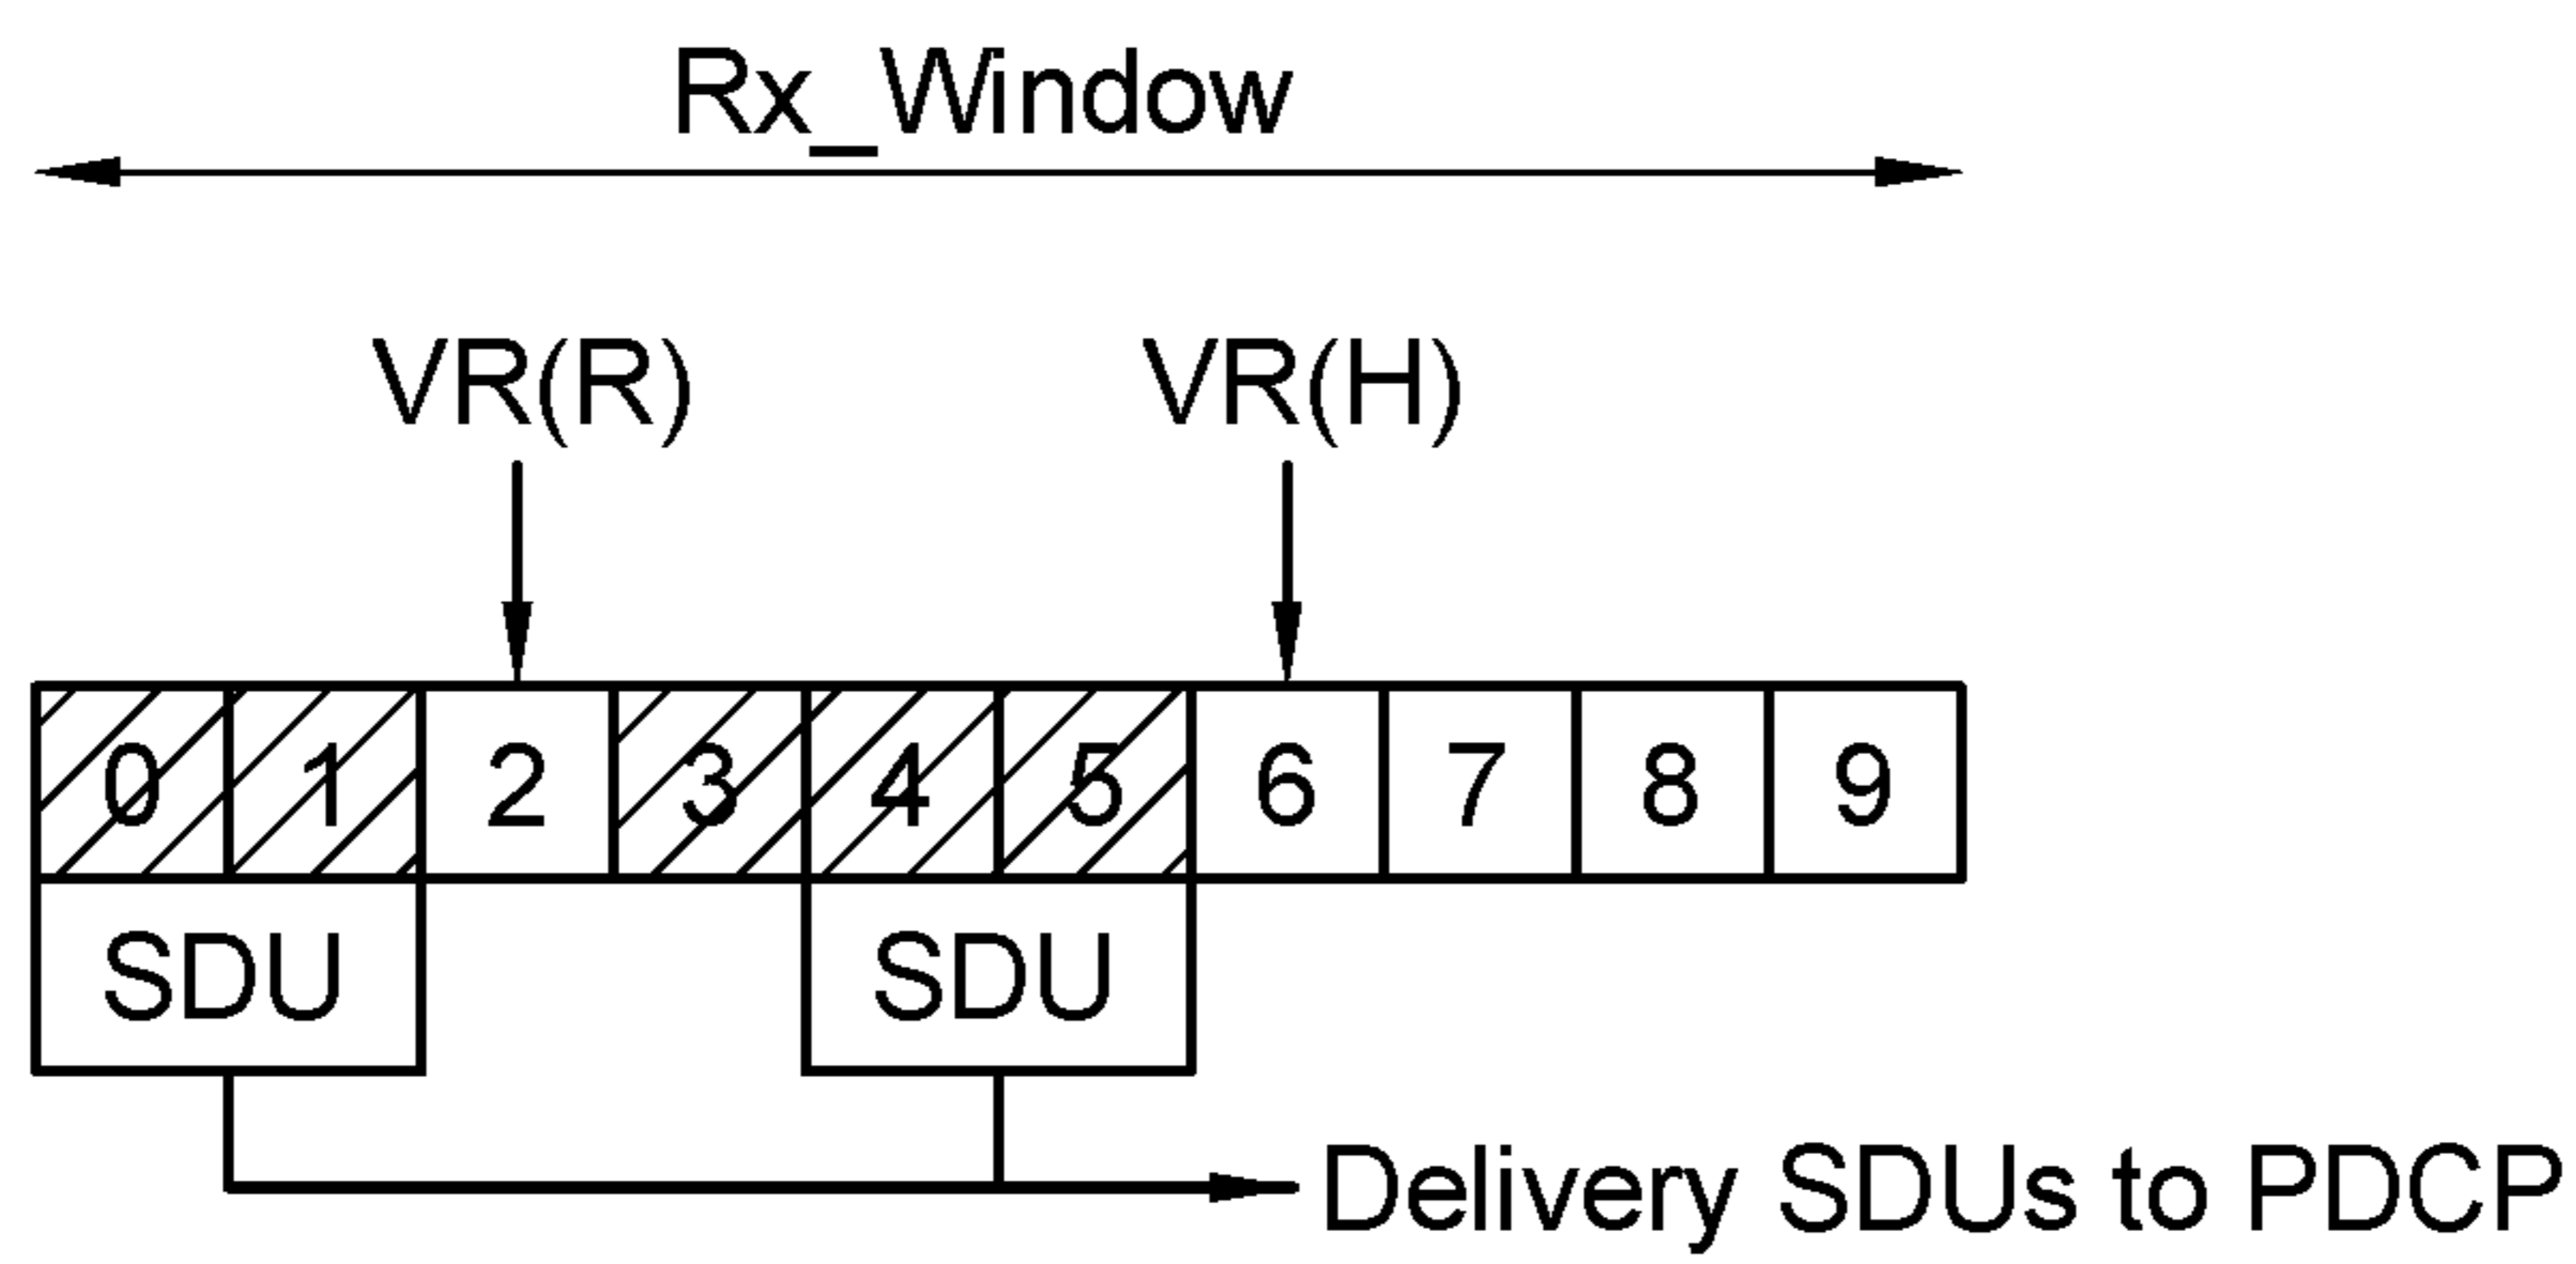 Rx_Window
VR(R) VR(H)
0 1 2 3 4 5 6 7 8 9
SDU SDU
Delivery SDUs to PDCP